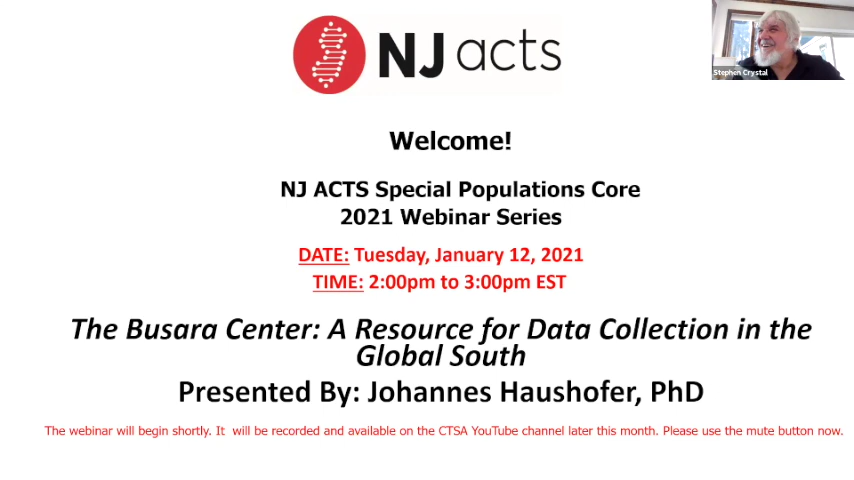 NJ acts
Stephen Crystal
Welcome!
NJ ACTS Special Populations Core
2021 Webinar Series
DATE: Tuesday, January 12, 2021
TIME: 2:00pm to 3:00pm EST
The Busara Center: A Resource for Data Collection in the
Global South
Presented By: Johannes Haushofer, PhD
The webinar will begin shortly. It  will be recorded and available on the CTSA YouTube channel later this month. Please use the mute button now.